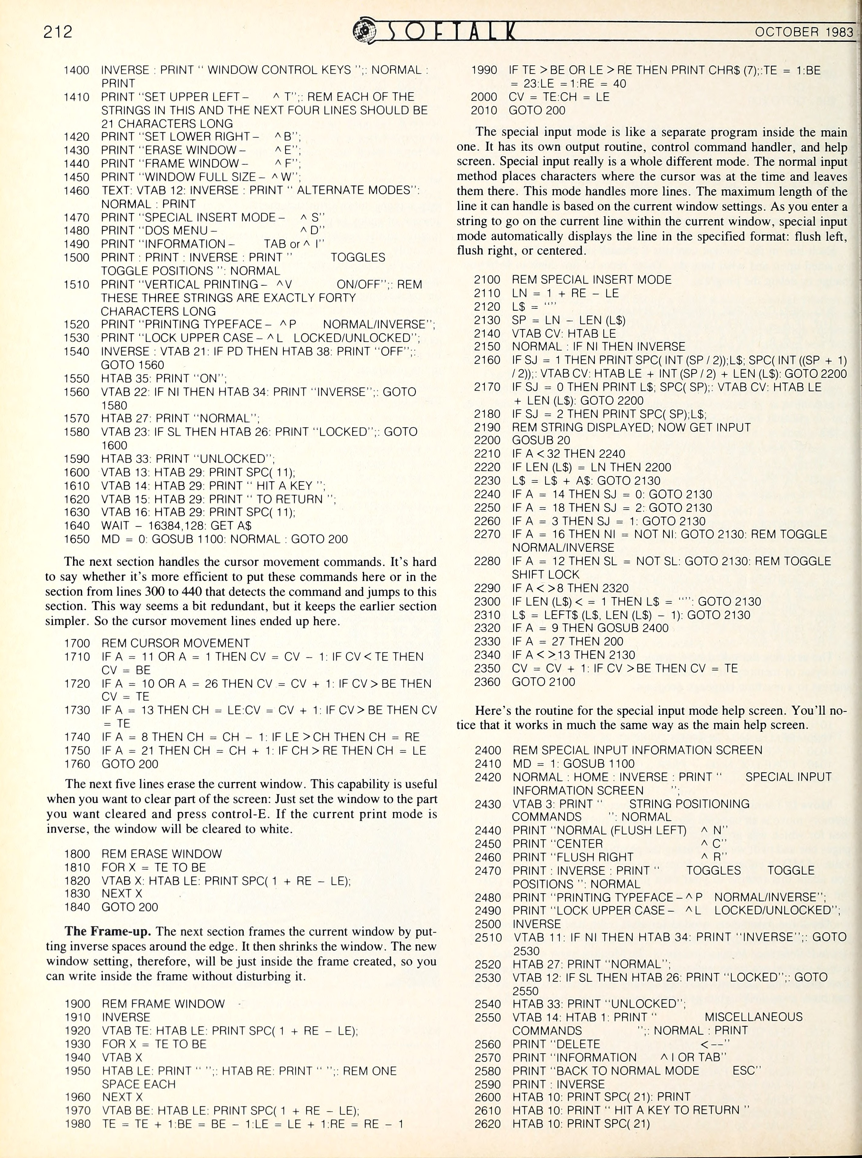 212
SOFTALK
OCTOBER 1983
1400 INVERSE : PRINT " WINDOW CONTROL KEYS ";: NORMAL :
PRINT
1410 PRINT "SET UPPER LEFT - ^ T";: REM EACH OF THE
STRINGS IN THIS AND THE NEXT FOUR LINES SHOULD BE
21 CHARACTERS LONG
1420 PRINT "SET LOWER RIGHT - ^ B";
1430 PRINT "ERASE WINDOW - ^ E";
1440 PRINT "FRAME WINDOW - ^ F";
1450 PRINT "WINDOW FULL SIZE - ^ W";
1460 TEXT: VTAB 12: INVERSE : PRINT " ALTERNATE MODES":
NORMAL : PRINT
1470 PRINT "SPECIAL INSERT MODE - ^ S"
1480 PRINT "DOS MENU - ^ D"
1490 PRINT "INFORMATION - TAB or ^ I"
1500 PRINT : PRINT : INVERSE : PRINT " TOGGLES
TOGGLE POSITIONS ": NORMAL
1510 PRINT "VERTICAL PRINTING - ^ V ON/OFF";: REM
THESE THREE STRINGS ARE EXACTLY FORTY
CHARACTERS LONG
1520 PRINT "PRINTING TYPEFACE - ^ P NORMAL/INVERSE";
1530 PRINT "LOCK UPPER CASE - ^ L LOCKED/UNLOCKED";
1540 INVERSE : VTAB 21: IF PD THEN HTAB 38: PRINT "OFF";:
GOTO 1560
1550 HTAB 35: PRINT "ON";
1560 VTAB 22: IF NI THEN HTAB 34: PRINT "INVERSE";: GOTO
1580
1570 HTAB 27: PRINT "NORMAL";
1580 VTAB 23: IF SL THEN HTAB 26: PRINT "LOCKED";: GOTO
1600
1590 HTAB 33: PRINT "UNLOCKED";
1600 VTAB 13: HTAB 29: PRINT SPC( 11);
1610 VTAB 14: HTAB 29: PRINT " HIT A KEY ";
1620 VTAB 15: HTAB 29: PRINT " TO RETURN ";
1630 VTAB 16: HTAB 29: PRINT SPC( 11);
1640 WAIT - 16384,128: GET A$
1650 MD = 0: GOSUB 1100: NORMAL : GOTO 200
The next section handles the cursor movement commands. It's hard
to say whether it's more efficient to put these commands here or in the
section from lines 300 to 440 that detects the command and jumps to this
section. This way seems a bit redundant, but it keeps the earlier section
simpler. So the cursor movement lines ended up here.
1700 REM CURSOR MOVEMENT
1710 IF A = 11 OR A = 1 THEN CV = CV - 1: IF CV < TE THEN
CV = BE
1720 IF A = 10 OR A = 26 THEN CV = CV + 1: IF CV > BE THEN
CV = TE
1730 IF A = 13 THEN CH = LE:CV = CV + 1: IF CV > BE THEN CV
= TE
1740 IF A = 8 THEN CH = CH - 1: IF LE > CH THEN CH = RE
1750 IF A = 21 THEN CH = CH + 1: IF CH > RE THEN CH = LE
1760 GOTO 200
The next five lines erase the current window. This capability is useful
when you want to clear part of the screen: Just set the window to the part
you want cleared and press control-E. If the current print mode is
inverse, the window will be cleared to white.
1800 REM ERASE WINDOW
1810 FOR X = TE TO BE
1820 VTAB X: HTAB LE: PRINT SPC( 1 + RE - LE);
1830 NEXT X
1840 GOTO 200
The Frame-up. The next section frames the current window by put-
ting inverse spaces around the edge. It then shrinks the window. The new
window setting, therefore, will be just inside the frame created, so you
can write inside the frame without disturbing it.
1900 REM FRAME WINDOW
1910 INVERSE
1920 VTAB TE: HTAB LE: PRINT SPC( 1 + RE - LE);
1930 FOR X = TE TO BE
1940 VTAB X
1950 HTAB LE: PRINT " ";: HTAB RE: PRINT " ";: REM ONE
SPACE EACH
1960 NEXT X
1970 VTAB BE: HTAB LE: PRINT SPC( 1 + RE - LE);
1980 TE = TE + 1:BE = BE - 1:LE = LE + 1:RE = RE - 1
1990 IF TE > BE OR LE > RE THEN PRINT CHR$ (7);:TE = 1:BE
= 23:LE = 1:RE = 40
2000 CV = TE:CH = LE
2010 GOTO 200
The special input mode is like a separate program inside the main
one. It has its own output routine, control command handler, and help
screen. Special input really is a whole different mode. The normal input
method places characters where the cursor was at the time and leaves
them there. This mode handles more lines. The maximum length of the
line it can handle is based on the current window settings. As you enter a
string to go on the current line within the current window, special input
mode automatically displays the line in the specified format: flush left,
flush right, or centered.
2100 REM SPECIAL INSERT MODE
2110 LN = 1 + RE - LE
2120 L$ = ""
2130 SP = LN - LEN (L$)
2140 VTAB CV: HTAB LE
2150 NORMAL : IF NI THEN INVERSE
2160 IF SJ = 1 THEN PRINT SPC( INT (SP / 2));L$; SPC( INT ((SP + 1)
/ 2));: VTAB CV: HTAB LE + INT (SP / 2) + LEN (L$): GOTO 2200
2170 IF SJ = 0 THEN PRINT L$; SPC( SP);: VTAB CV: HTAB LE
+ LEN (L$): GOTO 2200
2180 IF SJ = 2 THEN PRINT SPC( SP);L$;
2190 REM STRING DISPLAYED; NOW GET INPUT
2200 GOSUB 20
2210 IF A < 32 THEN 2240
2220 IF LEN (L$) = LN THEN 2200
2230 L$ = L$ + A$: GOTO 2130
2240 IF A = 14 THEN SJ = 0: GOTO 2130
2250 IF A = 18 THEN SJ = 2: GOTO 2130
2260 IF A = 3 THEN SJ = 1: GOTO 2130
2270 IF A = 16 THEN NI = NOT NI: GOTO 2130: REM TOGGLE
NORMAL/INVERSE
2280 IF A = 12 THEN SL = NOT SL: GOTO 2130: REM TOGGLE
SHIFT LOCK
2290 IF A < >8 THEN 2320
2300 IF LEN (L$) < = 1 THEN L$ = "": GOTO 2130
2310 L$ = LEFT$ (L$, LEN (L$) - 1): GOTO 2130
2320 IF A = 9 THEN GOSUB 2400
2330 IF A = 27 THEN 200
2340 IF A < >13 THEN 2130
2350 CV = CV + 1: IF CV > BE THEN CV = TE
2360 GOTO 2100
Here's the routine for the special input mode help screen. You'll no-
tice that it works in much the same way as the main help screen.
2400 REM SPECIAL INPUT INFORMATION SCREEN
2410 MD = 1: GOSUB 1100
2420 NORMAL : HOME : INVERSE : PRINT " SPECIAL INPUT
INFORMATION SCREEN ";
2430 VTAB 3: PRINT " STRING POSITIONING
COMMANDS ": NORMAL
2440 PRINT "NORMAL (FLUSH LEFT) ^ N"
2450 PRINT "CENTER ^ C"
2460 PRINT "FLUSH RIGHT ^ R"
2470 PRINT : INVERSE : PRINT " TOGGLES TOGGLE
POSITIONS ": NORMAL
2480 PRINT "PRINTING TYPEFACE - ^ P NORMAL/INVERSE";
2490 PRINT "LOCK UPPER CASE - ^ L LOCKED/UNLOCKED";
2500 INVERSE
2510 VTAB 11: IF NI THEN HTAB 34: PRINT "INVERSE";: GOTO
2530
2520 HTAB 27: PRINT "NORMAL";
2530 VTAB 12: IF SL THEN HTAB 26: PRINT "LOCKED";: GOTO
2550
2540 HTAB 33: PRINT "UNLOCKED";
2550 VTAB 14: HTAB 1: PRINT " MISCELLANEOUS
COMMANDS ";: NORMAL : PRINT
2560 PRINT "DELETE <--"
2570 PRINT "INFORMATION ^ I OR TAB"
2580 PRINT "BACK TO NORMAL MODE ESC"
2590 PRINT : INVERSE
2600 HTAB 10: PRINT SPC( 21): PRINT
2610 HTAB 10: PRINT " HIT A KEY TO RETURN "
2620 HTAB 10: PRINT SPC( 21)